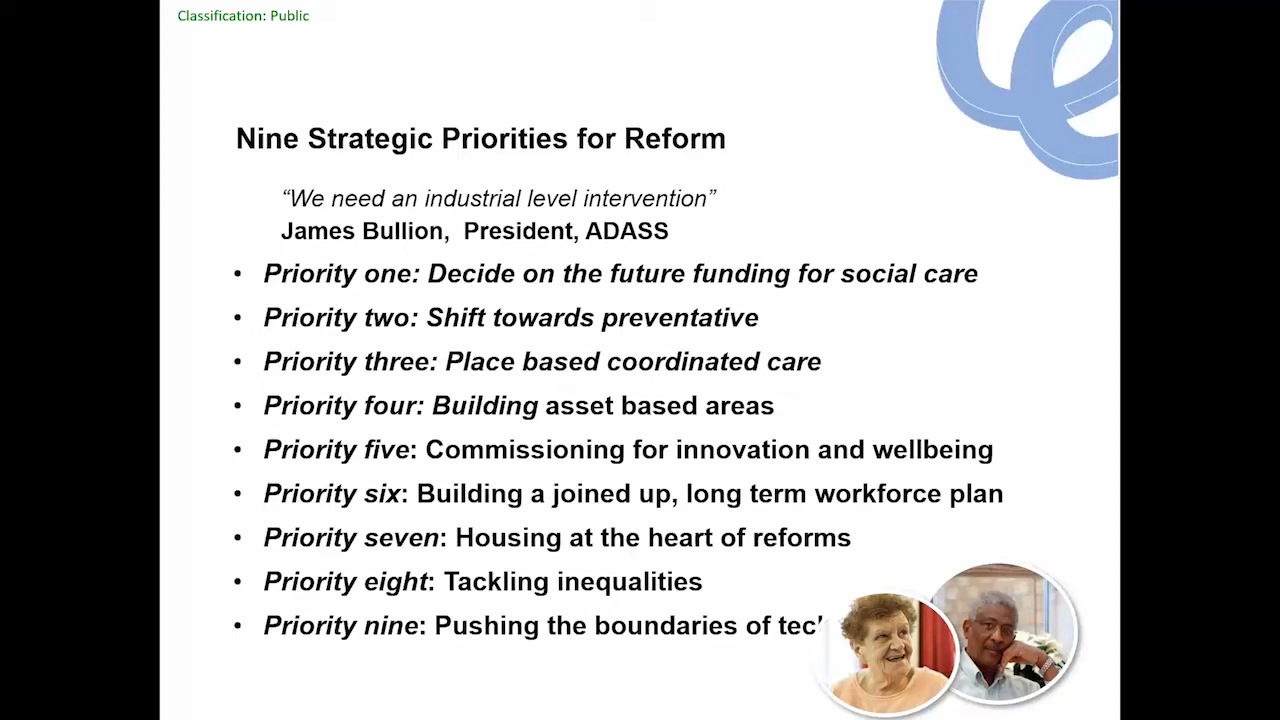 Classification: Public
Nine Strategic Priorities for Reform
“We need an industrial level intervention”
James Bullion, President, ADASS
• Priority one: Decide on the future funding for social care
• Priority two: Shift towards preventative
• Priority three: Place based coordinated care
• Priority four: Building asset based areas
• Priority five: Commissioning for innovation and wellbeing
• Priority six: Building a joined up, long term workforce plan
• Priority seven: Housing at the heart of reforms
• Priority eight: Tackling inequalities
• Priority nine: Pushing the boundaries of